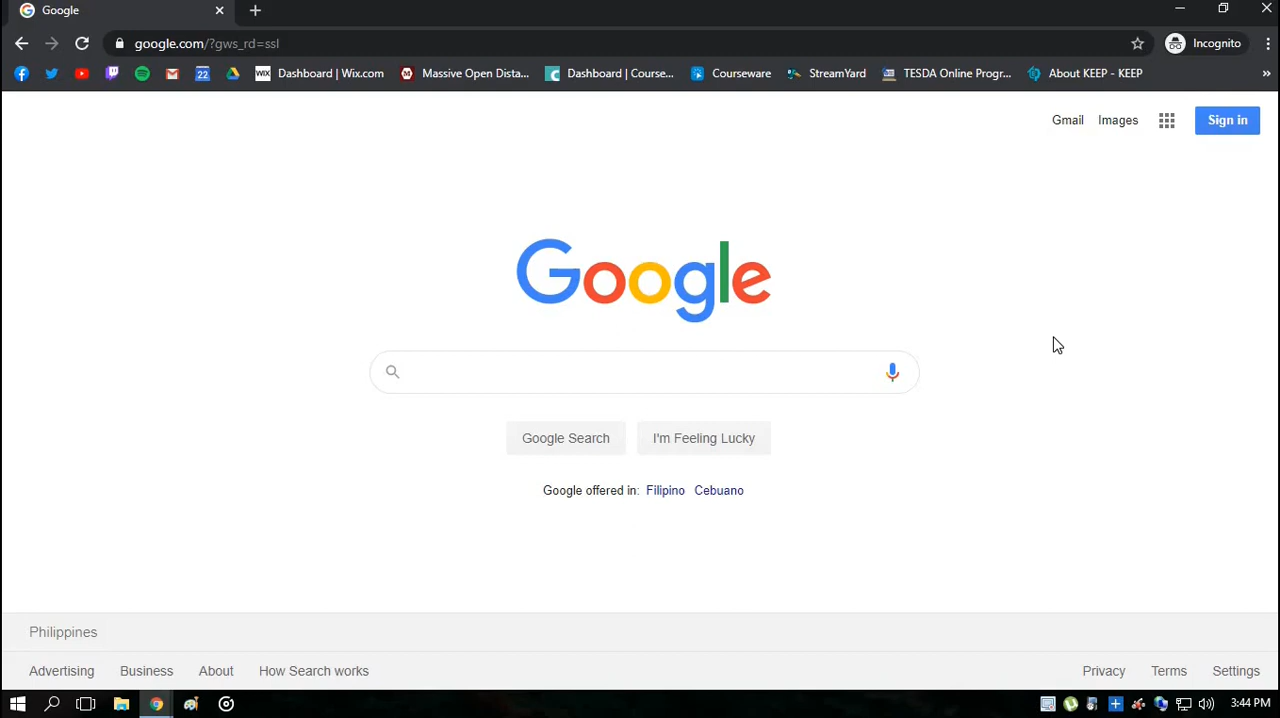 Google
google.com/?gws_rd=ssl
Incognito
22
WIX
Dashboard | Wix.com
Massive Open Dista...
Dashboard | Course...
Courseware
StreamYard
TESDA Online Progr...
About KEEP - KEEP
Gmail
Images
Sign in
Google
Google Search
I'm Feeling Lucky
Google offered in: Filipino Cebuano
Philippines
Advertising
Business
About
How Search works
Privacy
Terms
Settings
3:44 PM